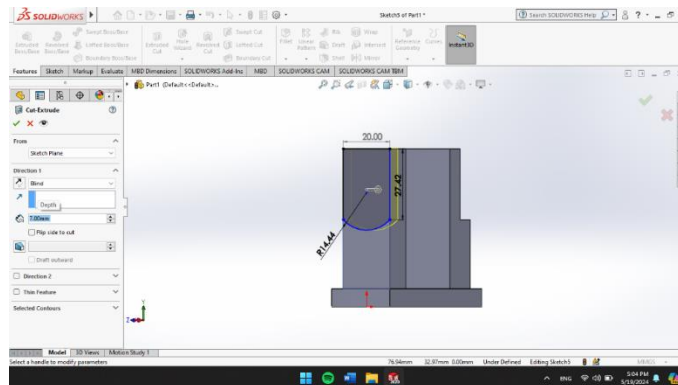 SOLIDWORKS
Sketch5 of Part1 *
Search SOLIDWORKS Help
Extruded Boss/Base
Revolved Boss/Base
Swept Boss/Base
Lofted Boss/Base
Boundary Boss/Base
Extruded Cut
Hole Wizard
Revolved Cut
Swept Cut
Lofted Cut
Boundary Cut
Fillet
Linear Pattern
Rib
Draft
Shell
Wrap
Intersect
Mirror
Reference Geometry
Curves
Instant3D
Features Sketch Markup Evaluate MBD Dimensions SOLIDWORKS Add-Ins MBD SOLIDWORKS CAM SOLIDWORKS CAM TBM
Part1 (Default<<Default>...
Cut-Extrude
From
Sketch Plane
Direction 1
Blind
Depth
7.00mm
Flip side to cut
Draft outward
Direction 2
Thin Feature
Selected Contours
20.00
27.42
R14.44
Y
Z
Model 3D Views Motion Study 1
Select a handle to modify parameters
76.94mm 32.97mm 0.00mm Under Defined Editing Sketch5 MMGS
ENG
5:04 PM
5/19/2024